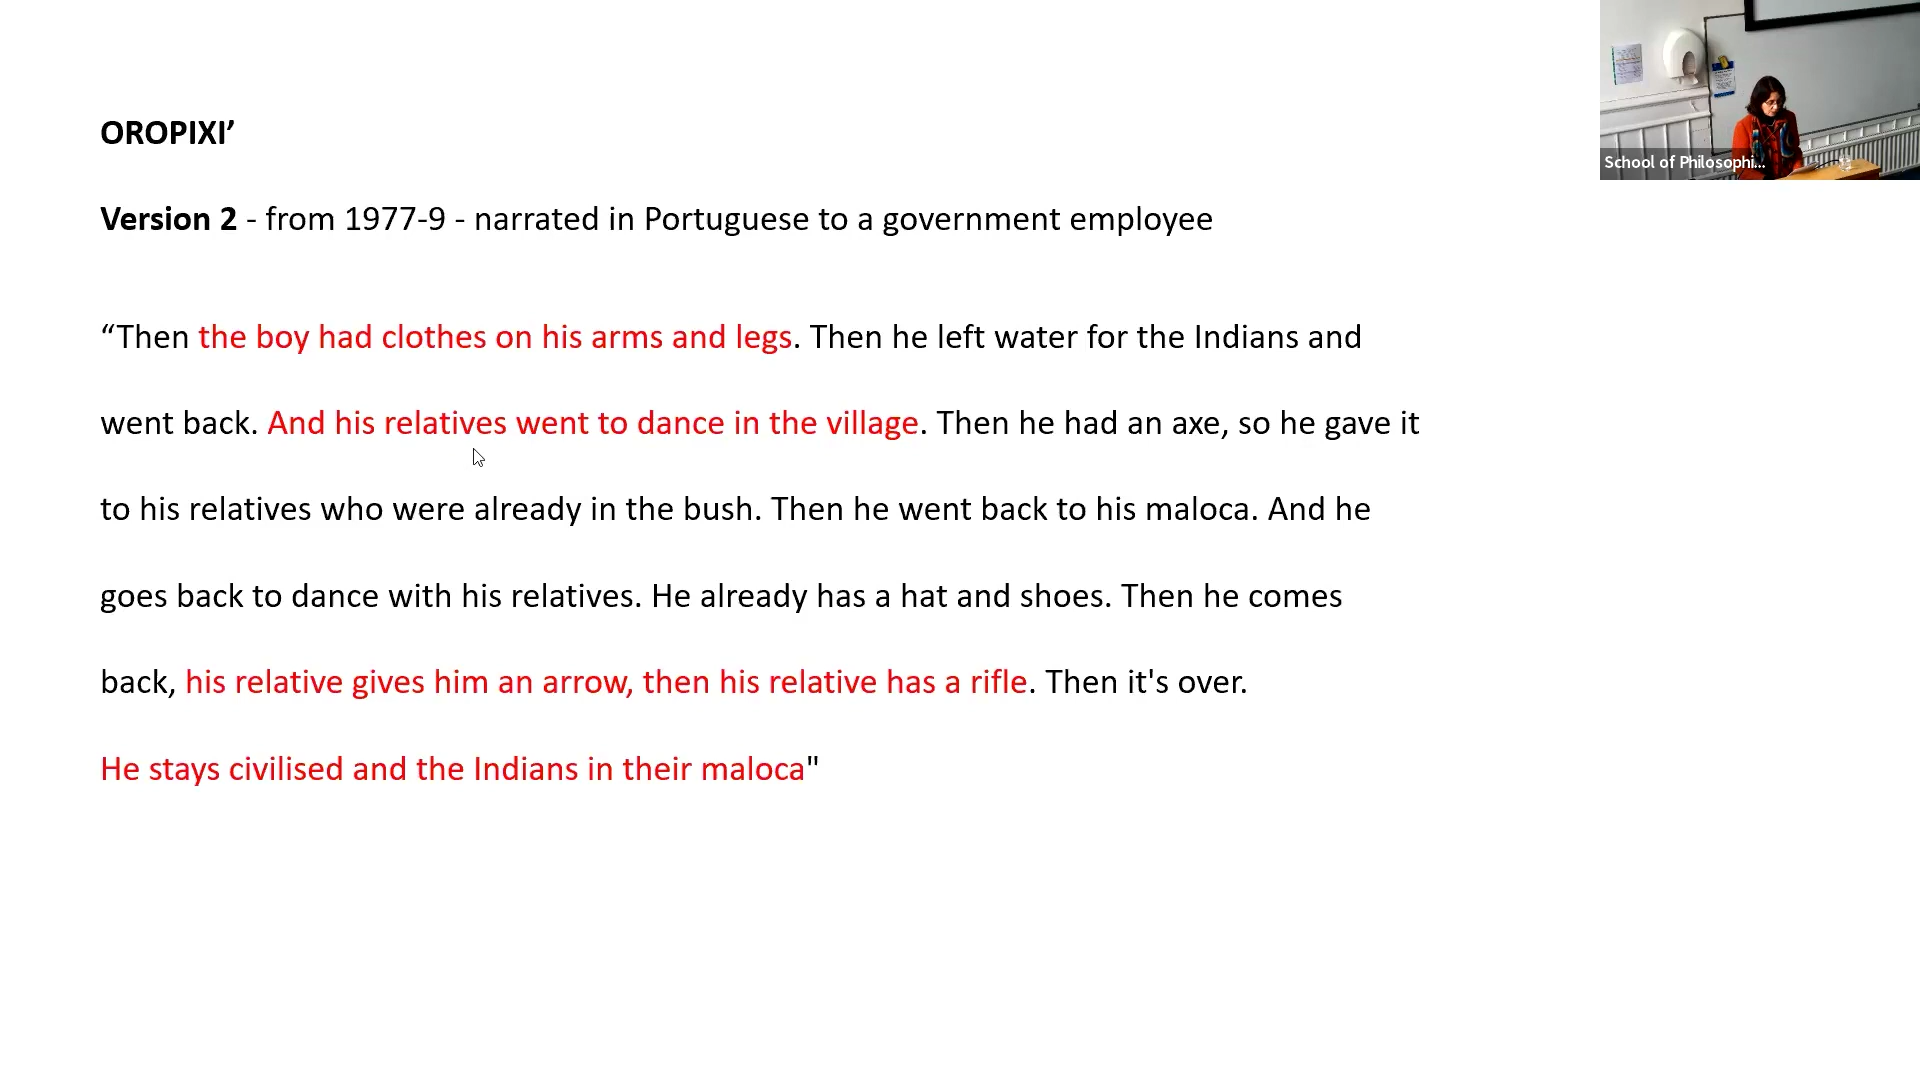 OROPIXI’
Version 2 - from 1977-9 - narrated in Portuguese to a government employee
“Then the boy had clothes on his arms and legs. Then he left water for the Indians and
went back. And his relatives went to dance in the village. Then he had an axe, so he gave it
to his relatives who were already in the bush. Then he went back to his maloca. And he
goes back to dance with his relatives. He already has a hat and shoes. Then he comes
back, his relative gives him an arrow, then his relative has a rifle. Then it's over.
He stays civilised and the Indians in their maloca"
School of Philosophi...